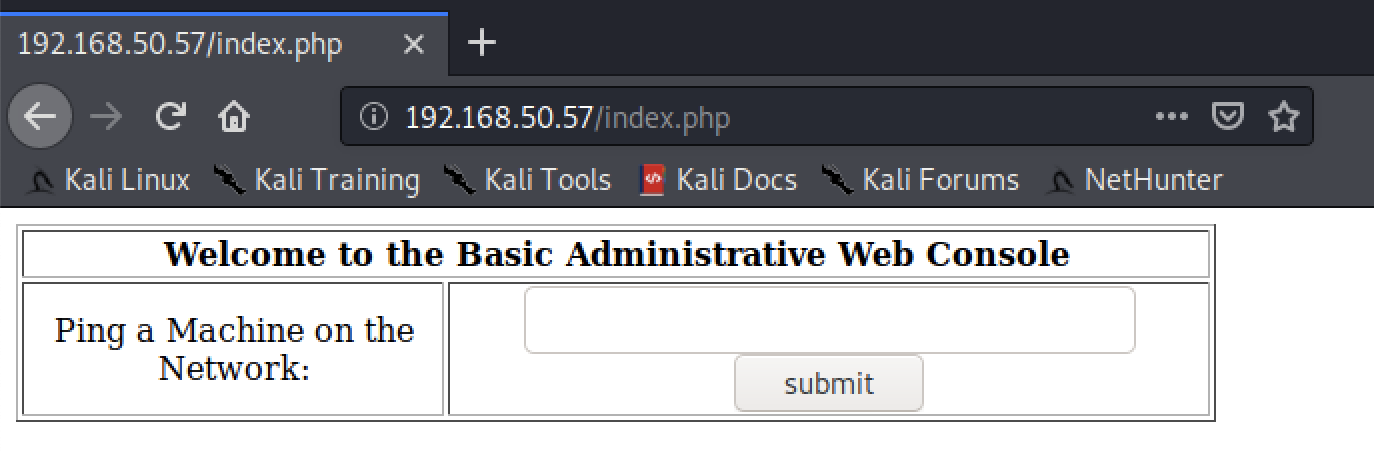 192.168.50.57/index.php
192.168.50.57/index.php
Kali Linux Kali Training Kali Tools Kali Docs Kali Forums NetHunter
Welcome to the Basic Administrative Web Console
Ping a Machine on the
Network:
submit